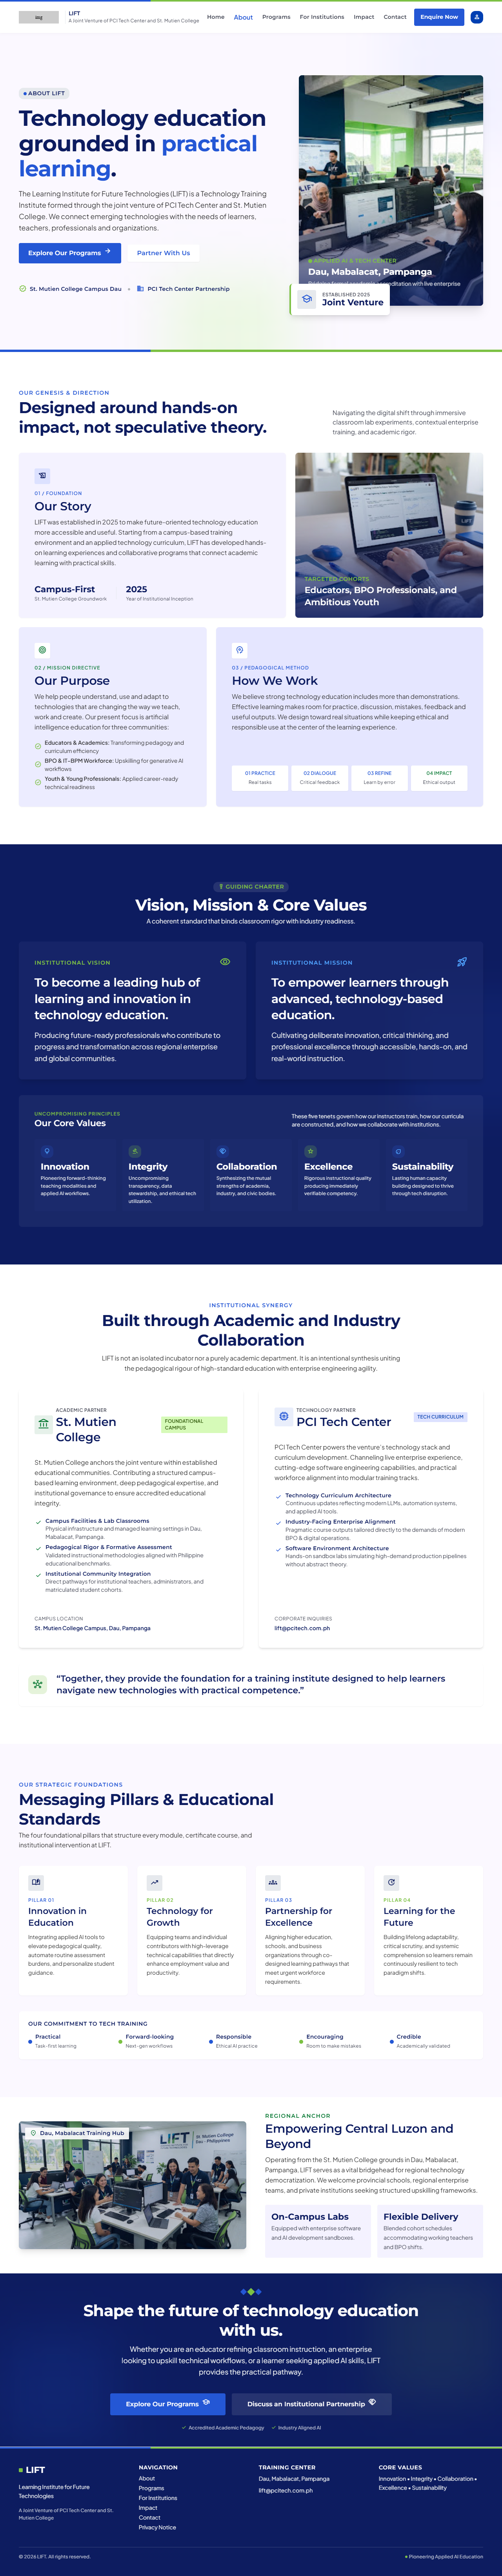 LIFT
A Joint Venture of PCI Tech Center and St. Mutien College
Home
About
Programs
For Institutions
Impact
Contact
Enquire Now
ABOUT LIFT
Technology education
grounded in practical
learning.
The Learning Institute for Future Technologies (LIFT) is a Technology Training
Institute formed through the joint venture of PCI Tech Center and St. Mutien
College. We connect emerging technologies with the needs of learners,
teachers, professionals and organizations.
Explore Our Programs
Partner With Us
St. Mutien College Campus Dau
PCI Tech Center Partnership
APPLIED AI & TECH CENTER
Dau, Mabalacat, Pampanga
ESTABLISHED 2025
Joint Venture
OUR GENESIS & DIRECTION
Designed around hands-on
impact, not speculative theory.
Navigating the digital shift through immersive
classroom lab experiments, contextual enterprise
training, and academic rigor.
01 / FOUNDATION
Our Story
LIFT was established in 2025 to make future-oriented technology education
more accessible and useful. Starting from a campus-based training
environment and an applied technology curriculum, LIFT has developed hands-
on learning experiences and collaborative programs that connect academic
learning with practical skills.
Campus-First
St. Mutien College Groundwork
2025
Year of Institutional Inception
TARGETED COHORTS
Educators, BPO Professionals, and
Ambitious Youth
02 / MISSION DIRECTIVE
Our Purpose
We help people understand, use and adapt to
technologies that are changing the way we teach,
work and create. Our present focus is artificial
intelligence education for three communities:
Educators & Academics: Transforming pedagogy and
curriculum efficiency
BPO & IT-BPM Workforce: Upskilling for generative AI
workflows
Youth & Young Professionals: Applied career-ready
technical readiness
03 / PEDAGOGICAL METHOD
How We Work
We believe strong technology education includes more than demonstrations.
Effective learning makes room for practice, discussion, mistakes, feedback and
useful outputs. We design toward real situations while keeping ethical and
responsible use at the center of the learning experience.
01 PRACTICE
Real tasks
02 DIALOGUE
Critical feedback
03 REFINE
Learn by error
04 IMPACT
Ethical output
GUIDING CHARTER
Vision, Mission & Core Values
A coherent standard that binds classroom rigor with industry readiness.
INSTITUTIONAL VISION
To become a leading hub of
learning and innovation in
technology education.
Producing future-ready professionals who contribute to
progress and transformation across regional enterprise
and global communities.
INSTITUTIONAL MISSION
To empower learners through
advanced, technology-based
education.
Cultivating deliberate innovation, critical thinking, and
professional excellence through accessible, hands-on, and
real-world instruction.
UNCOMPROMISING PRINCIPLES
Our Core Values
These five tenets govern how our instructors train, how our curricula
are constructed, and how we collaborate with institutions.
Innovation
Pioneering forward-thinking
teaching modalities and
applied AI workflows.
Integrity
Uncompromising
transparency, data
stewardship, and ethical tech
utilization.
Collaboration
Synthesizing the mutual
strengths of academia,
industry, and civic bodies.
Excellence
Rigorous instructional quality
producing immediately
verifiable competency.
Sustainability
Lasting human capacity
building designed to thrive
through tech disruption.
INSTITUTIONAL SYNERGY
Built through Academic and Industry
Collaboration
LIFT is not an isolated incubator nor a purely academic department. It is an intentional synthesis uniting
the pedagogical rigour of high-standard education with enterprise engineering agility.
ACADEMIC PARTNER
St. Mutien
College
FOUNDATIONAL
CAMPUS
St. Mutien College anchors the joint venture within established
educational communities. Contributing a structured campus-
based learning environment, deep pedagogical expertise, and
institutional governance to ensure accredited educational
integrity.
Campus Facilities & Lab Classrooms
Physical infrastructure and managed learning settings in Dau,
Mabalacat, Pampanga.
Pedagogical Rigor & Formative Assessment
Validated instructional methodologies aligned with Philippine
educational benchmarks.
Institutional Community Integration
Direct pathways for institutional teachers, administrators, and
matriculated student cohorts.
CAMPUS LOCATION
St. Mutien College Campus, Dau, Pampanga
TECHNOLOGY PARTNER
PCI Tech Center
TECH CURRICULUM
PCI Tech Center powers the venture's technology stack and
curriculum development. Channeling live enterprise experience,
cutting-edge software engineering capabilities, and practical
workforce alignment into modular training tracks.
Technology Curriculum Architecture
Continuous updates reflecting modern LLMs, automation systems,
and applied AI tools.
Industry-Facing Enterprise Alignment
Pragmatic course outputs tailored directly to the demands of modern
BPO & digital operations.
Software Environment Architecture
Hands-on sandbox labs simulating high-demand production pipelines
without abstract theory.
CORPORATE INQUIRIES
lift@pcitech.com.ph
“Together, they provide the foundation for a training institute designed to help learners
navigate new technologies with practical competence.”
OUR STRATEGIC FOUNDATIONS
Messaging Pillars & Educational
Standards
The four foundational pillars that structure every module, certificate course, and
institutional intervention at LIFT.
PILLAR 01
Innovation in
Education
Integrating applied AI tools to
elevate pedagogical quality,
automate routine assessment
burdens, and personalize student
guidance.
PILLAR 02
Technology for
Growth
Equipping teams and individual
contributors with high-leverage
technical capabilities that directly
enhance employment value and
productivity.
PILLAR 03
Partnership for
Excellence
Aligning higher education,
schools, and business
organizations through co-
designed learning pathways that
meet urgent workforce
requirements.
PILLAR 04
Learning for the
Future
Building lifelong adaptability,
critical scrutiny, and systemic
comprehension so learners remain
continuously resilient to tech
paradigm shifts.
OUR COMMITMENT TO TECH TRAINING
Practical
Task-first learning
Forward-looking
Next-gen workflows
Responsible
Ethical AI practice
Encouraging
Room to make mistakes
Credible
Academically validated
Dau, Mabalacat Training Hub
LIFT
REGIONAL ANCHOR
Empowering Central Luzon and
Beyond
Operating from the St. Mutien College grounds in Dau, Mabalacat,
Pampanga, LIFT serves as a vital bridgehead for regional technology
democratization. We welcome provincial schools, regional enterprise
teams, and private institutions seeking structured upskilling frameworks.
On-Campus Labs
Equipped with enterprise software
and AI development sandboxes.
Flexible Delivery
Blended cohort schedules
accommodating working teachers
and BPO shifts.
Shape the future of technology education
with us.
Whether you are an educator refining classroom instruction, an enterprise
looking to upskill technical workflows, or a learner seeking applied AI skills, LIFT
provides the practical pathway.
Explore Our Programs
Discuss an Institutional Partnership
Accredited Academic Pedagogy
Industry Aligned AI
LIFT
Learning Institute for Future
Technologies
A Joint Venture of PCI Tech Center and St.
Mutien College
NAVIGATION
About
Programs
For Institutions
Impact
Contact
Privacy Notice
TRAINING CENTER
Dau, Mabalacat, Pampanga
lift@pcitech.com.ph
CORE VALUES
Innovation • Integrity • Collaboration •
Excellence • Sustainability
© 2026 LIFT. All rights reserved.
Pioneering Applied AI Education